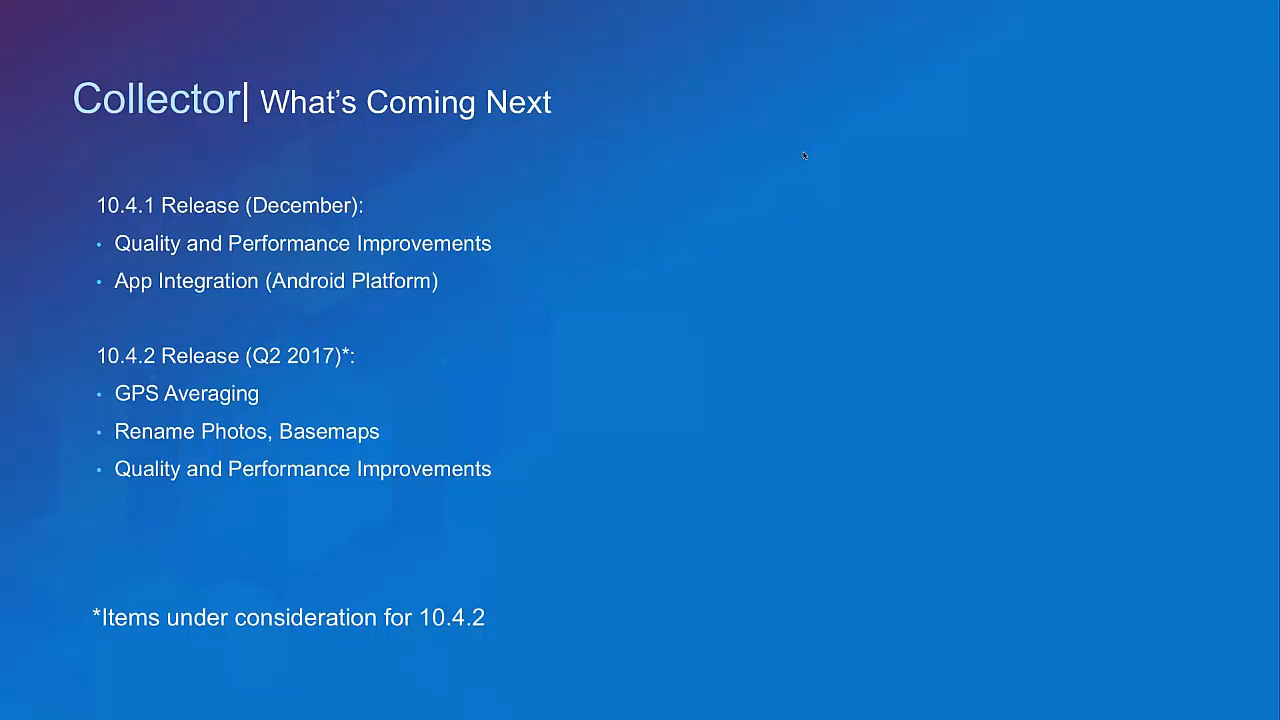 Collector| What's Coming Next
10.4.1 Release (December):
• Quality and Performance Improvements
• App Integration (Android Platform)
10.4.2 Release (Q2 2017)*:
• GPS Averaging
• Rename Photos, Basemaps
• Quality and Performance Improvements
*Items under consideration for 10.4.2